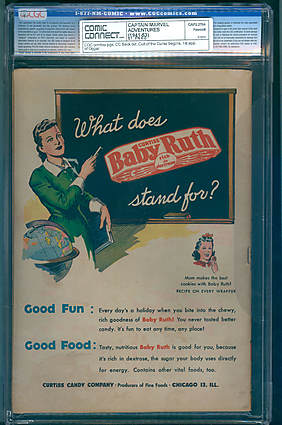 CGC 1-877-NM-COMIC • www.CGCcomics.com
COMIC
CONNECT
CAPTAIN MARVEL
ADVENTURES
What does
CURTISS
Baby Ruth
rich in
dextrose
stand for?
Mom makes the best
cookies with Baby Ruth!
RECIPE ON EVERY WRAPPER
Good Fun : Every day's a holiday when you bite into the chewy,
rich goodness of Baby Ruth! You never tasted better
candy. It's fun to eat any time, any place!
Good Food: Tasty, nutritious Baby Ruth is good for you, because
it's rich in dextrose, the sugar your body uses directly
for energy. Contains other vital foods, too.
CURTISS CANDY COMPANY • Producers of Fine Foods • CHICAGO 13, ILL.